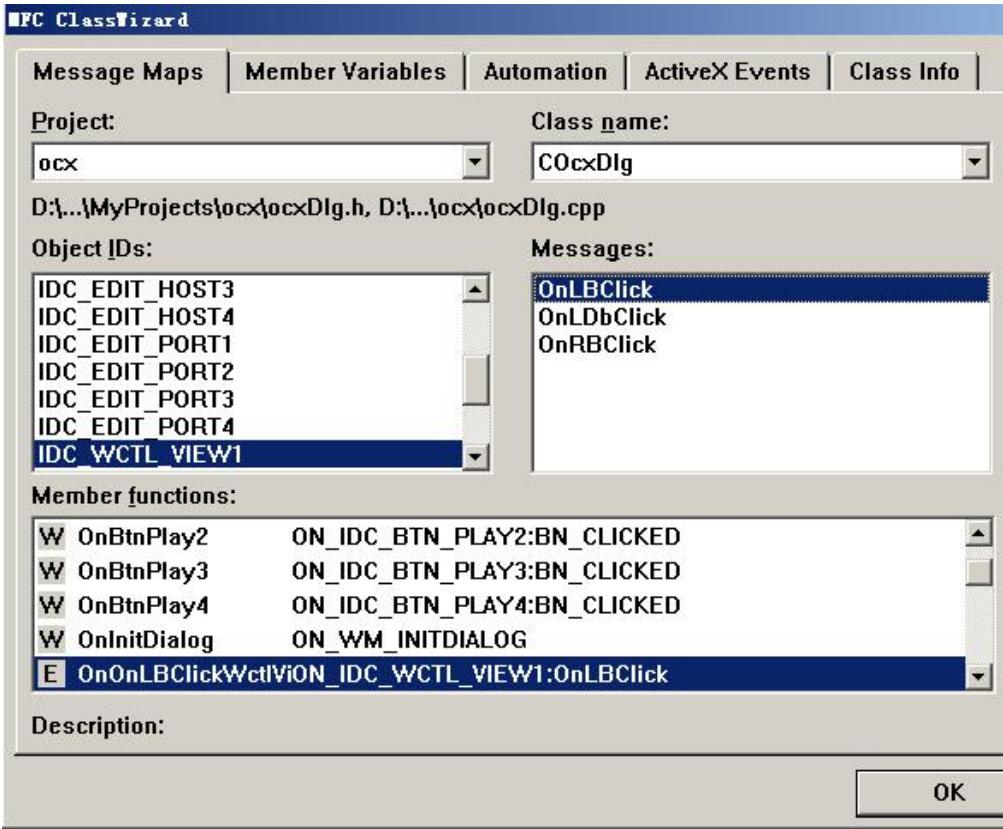 MFC ClassWizard
Message Maps Member Variables Automation ActiveX Events Class Info
Project: Class name:
ocx COcxDlg
D:\...\MyProjects\ocx\ocxDlg.h, D:\...\ocx\ocxDlg.cpp
Object IDs: Messages:
IDC_EDIT_HOST3 OnLBClick
IDC_EDIT_HOST4 OnLDbClick
IDC_EDIT_PORT1 OnRBClick
IDC_EDIT_PORT2
IDC_EDIT_PORT3
IDC_EDIT_PORT4
IDC_WCTL_VIEW1
Member functions:
W OnBtnPlay2 ON_IDC_BTN_PLAY2:BN_CLICKED
W OnBtnPlay3 ON_IDC_BTN_PLAY3:BN_CLICKED
W OnBtnPlay4 ON_IDC_BTN_PLAY4:BN_CLICKED
W OnInitDialog ON_WM_INITDIALOG
E OnOnLBClickWctlViON_IDC_WCTL_VIEW1:OnLBClick
Description:
OK